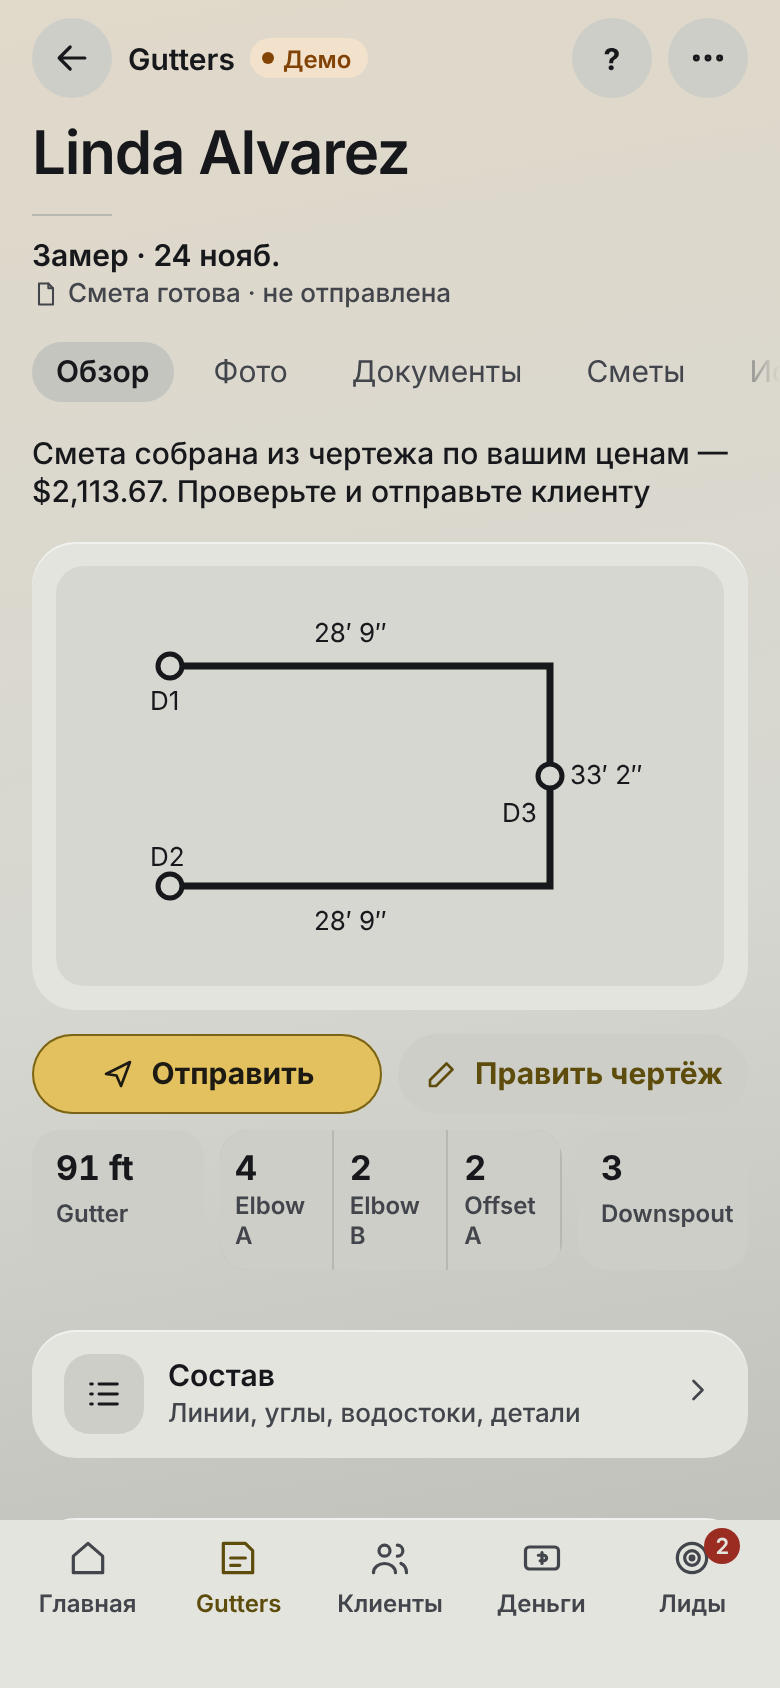 Gutters
Демо
?
Linda Alvarez
Замер · 24 нояб.
Смета готова · не отправлена
Обзор
Фото
Документы
Сметы
Смета собрана из чертежа по вашим ценам —
$2,113.67. Проверьте и отправьте клиенту
28′ 9″
D1
33′ 2″
D3
D2
28′ 9″
Отправить
Править чертёж
91 ft
Gutter
4
Elbow
A
2
Elbow
B
2
Offset
A
3
Downspout
Состав
Линии, углы, водостоки, детали
2
Главная
Gutters
Клиенты
Деньги
Лиды